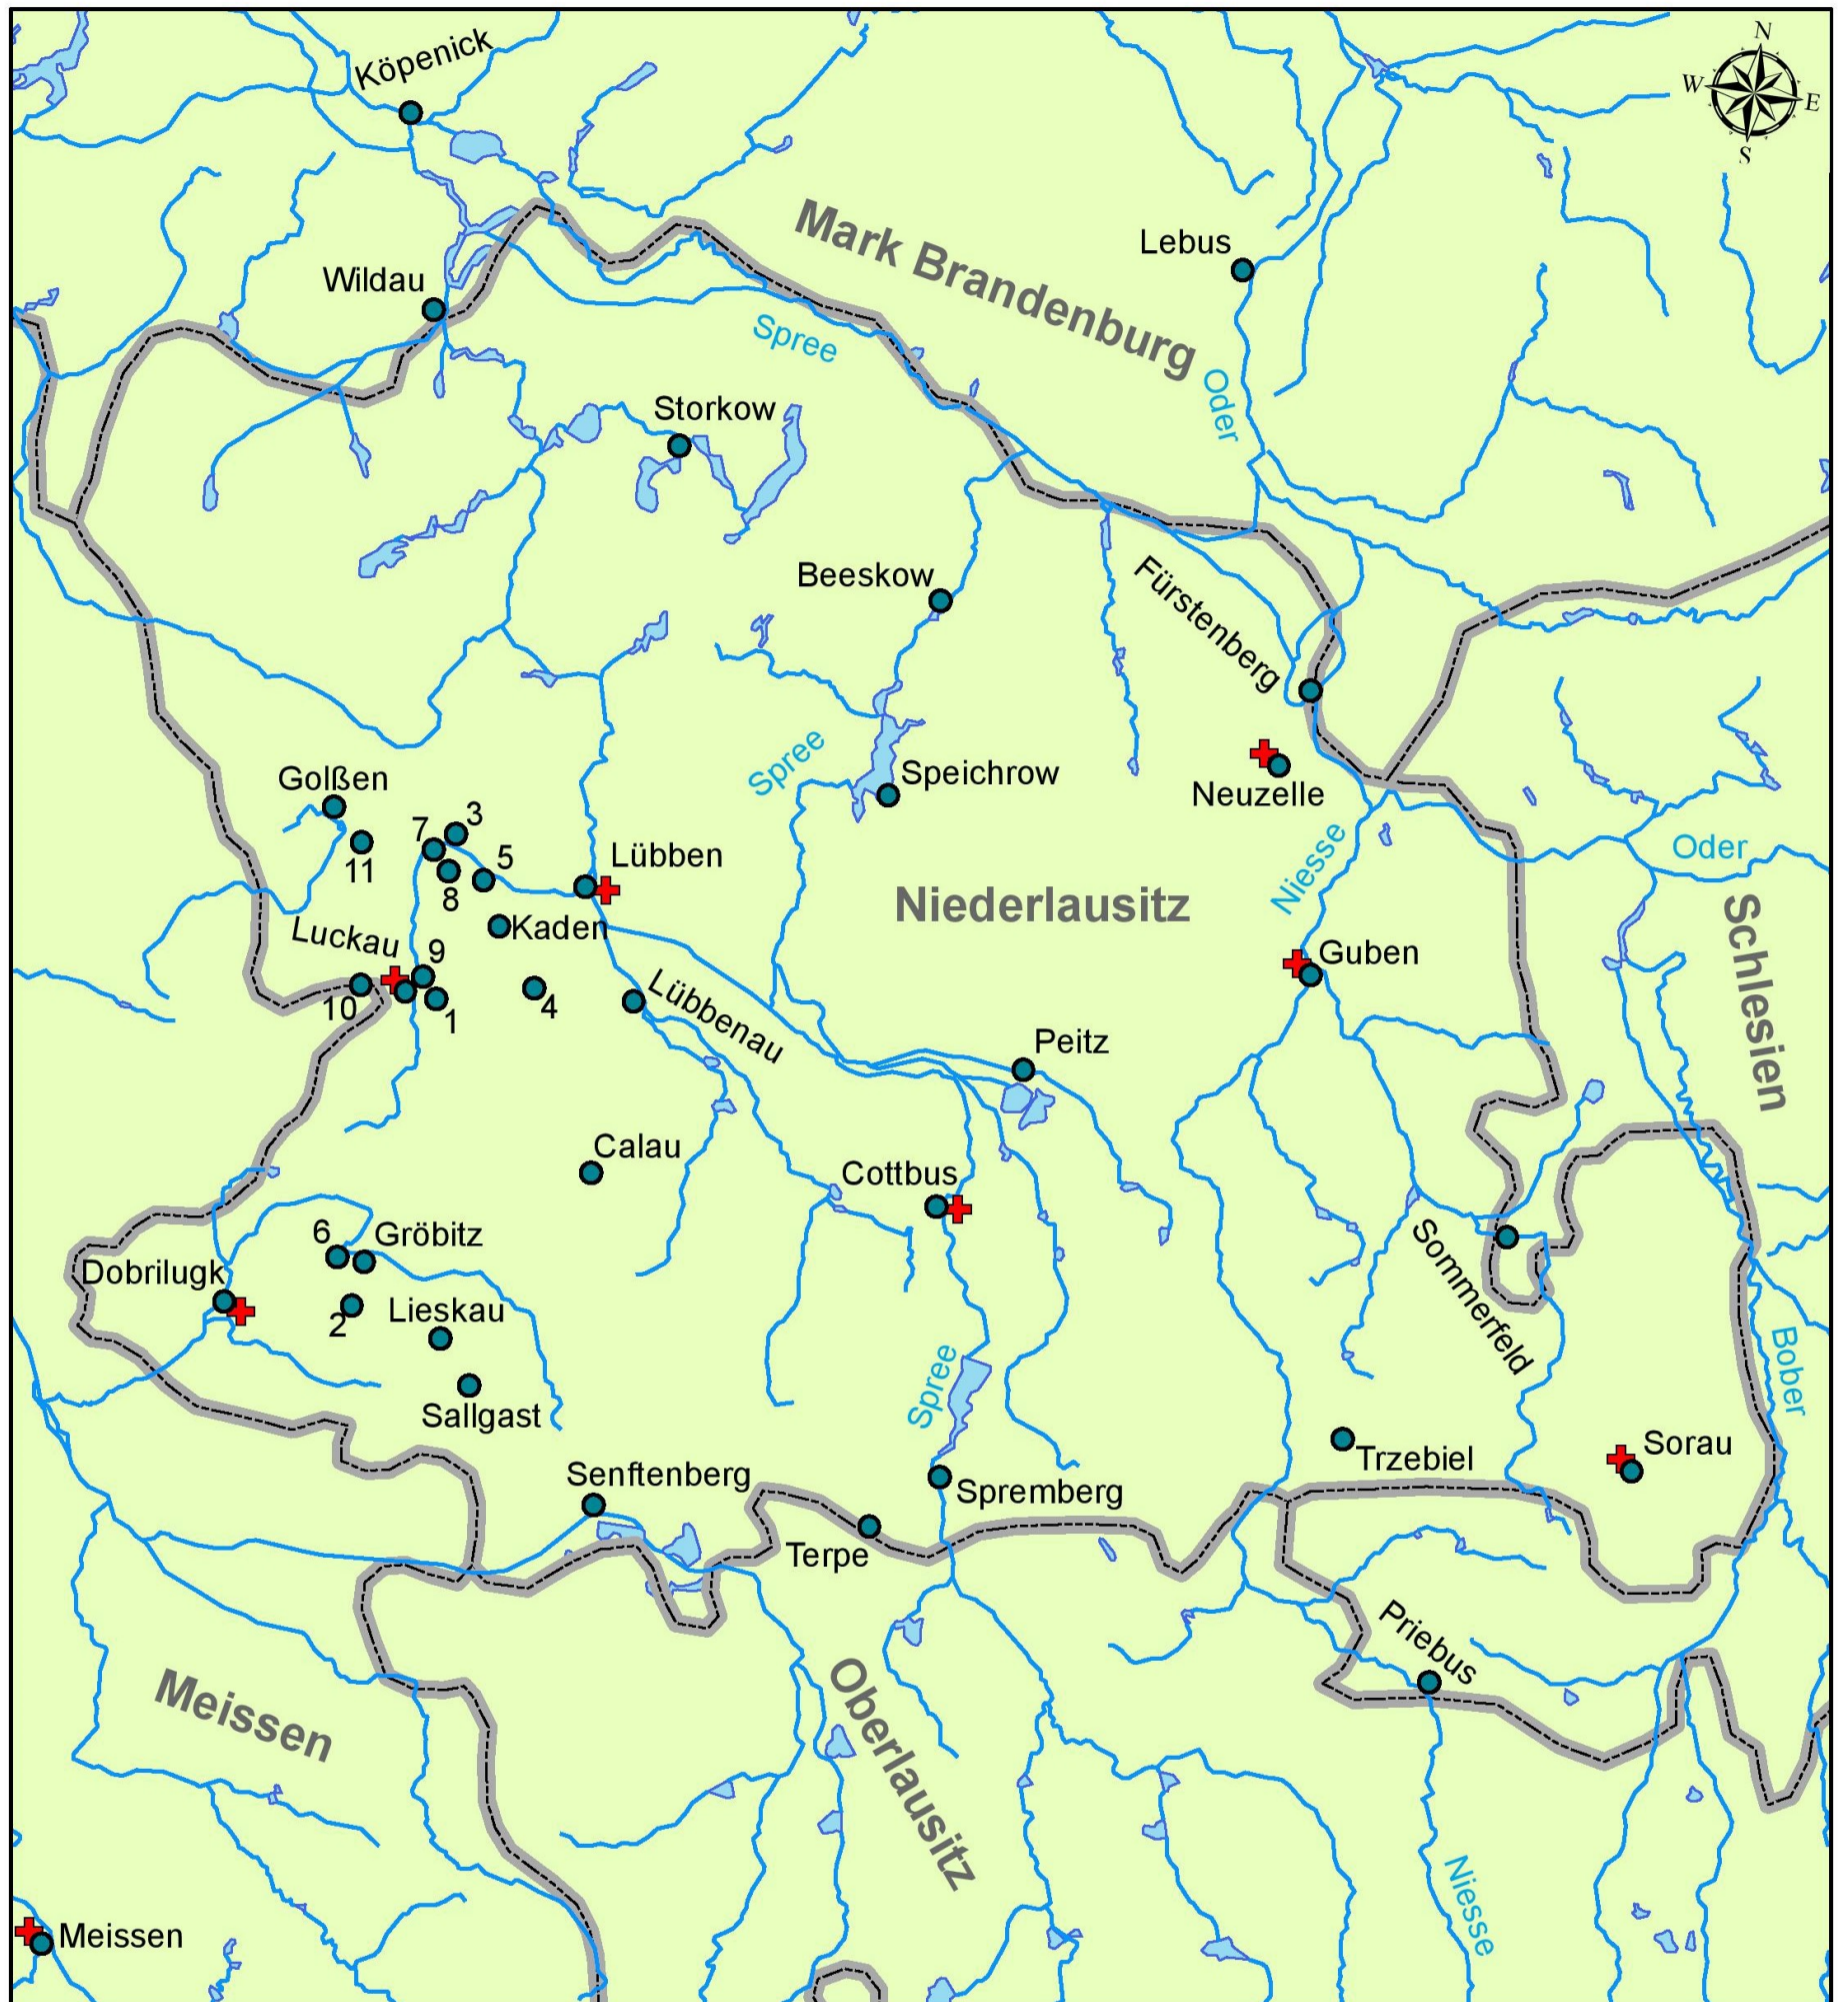 N
W
E
S
Köpenick
Mark Brandenburg
Lebus
Wildau
Spree
Oder
Storkow
Beeskow
Fürstenberg
Spree
Speichrow
Neuzelle
Golßen
7
3
11
8
5
Lübben
Niederlausitz
Niesse
Oder
Schlesien
Kaden
Luckau
9
10
1
4
Lübbenau
Guben
Peitz
Calau
Cottbus
6
Gröbitz
Dobrilugk
2
Lieskau
Sallgast
Sommerfeld
Spree
Bober
Trzebiel
Sorau
Senftenberg
Spremberg
Terpe
Priebus
Meissen
Oberlausitz
Niesse
Meissen